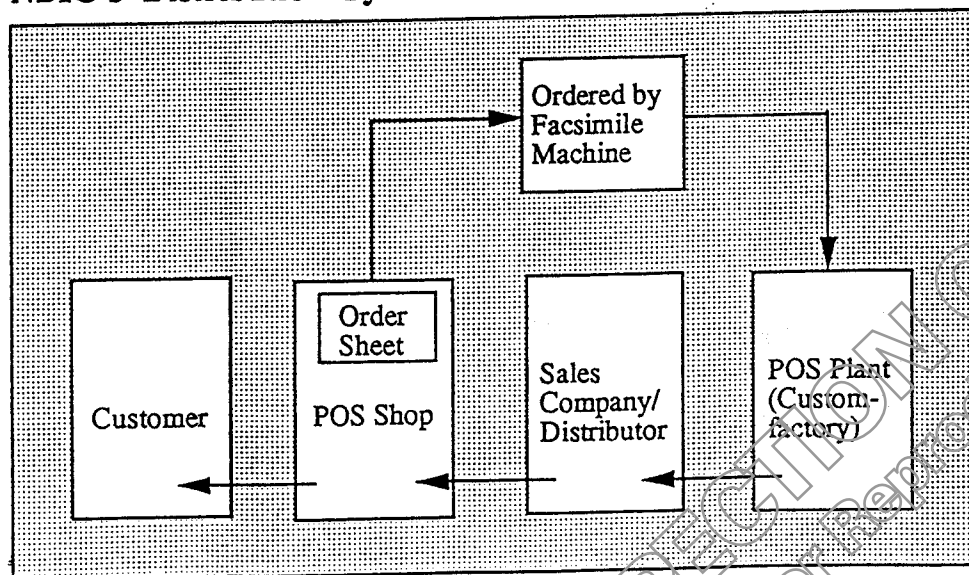 Ordered by
Facsimile
Machine
Order
Sheet
Customer
POS Shop
Sales
Company/
Distributor
POS Plant
(Custom-
factory)